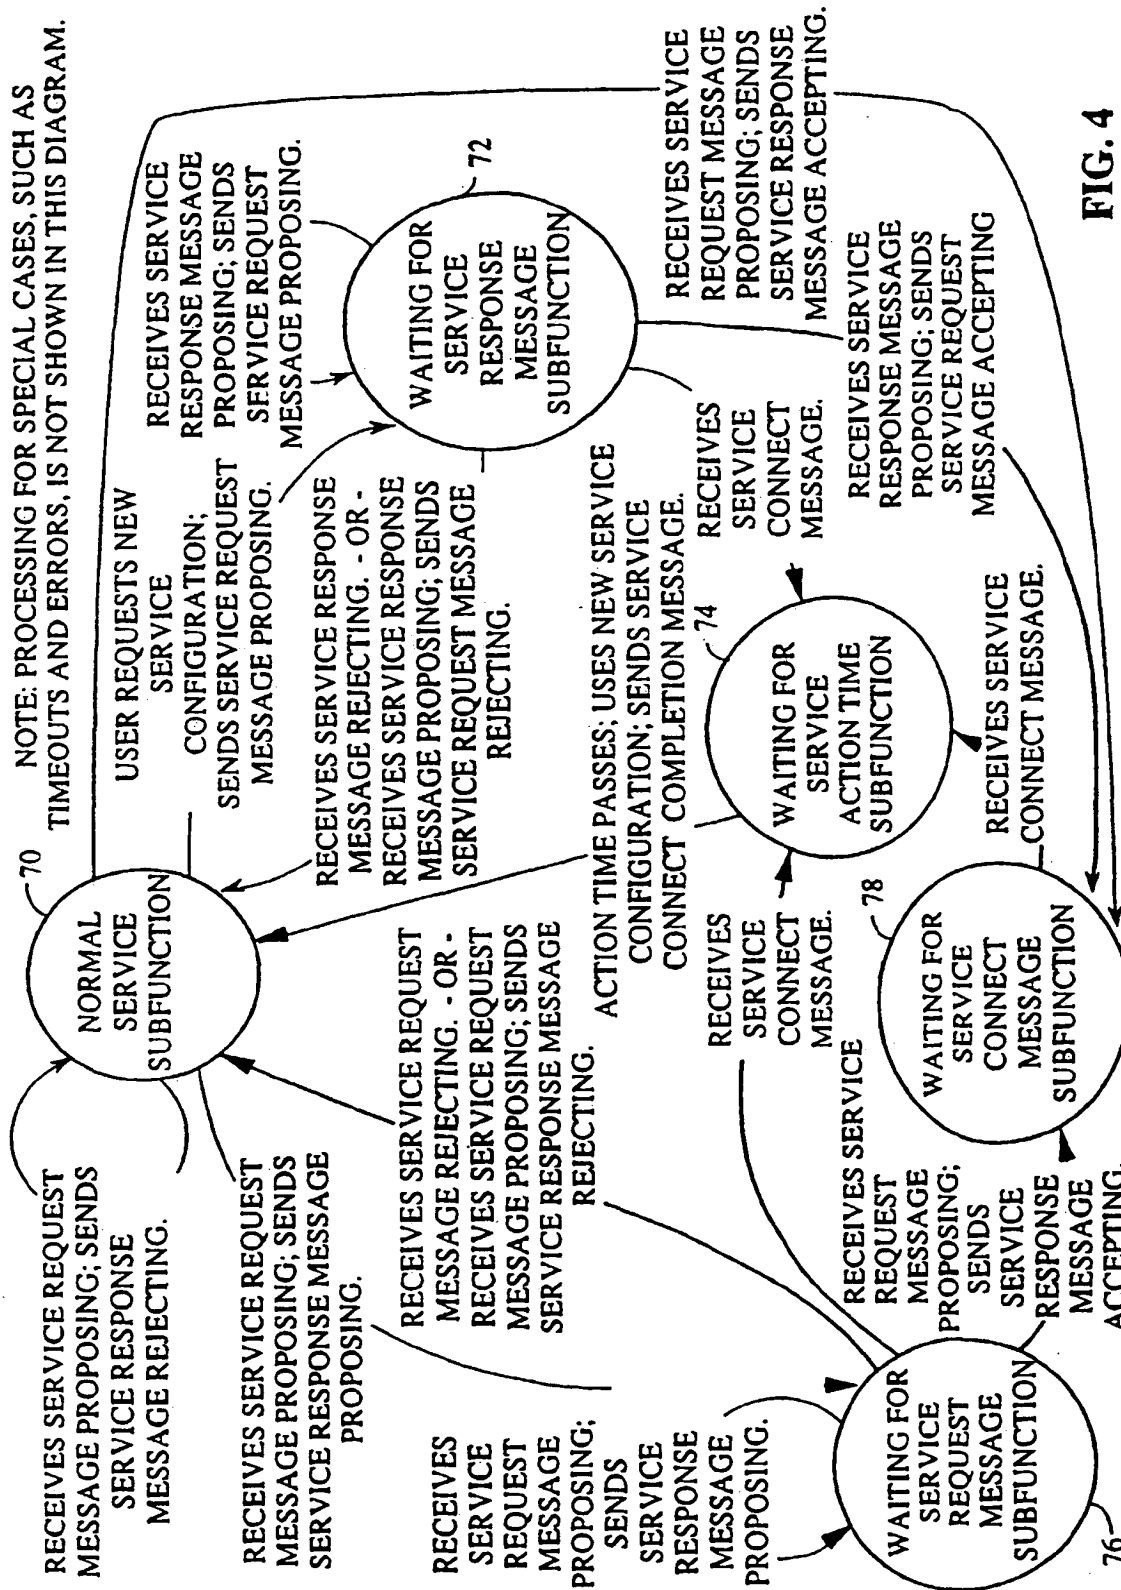 NOTE: PROCESSING FOR SPECIAL CASES, SUCH AS
TIMEOUTS AND ERRORS, IS NOT SHOWN IN THIS DIAGRAM.
RECEIVES SERVICE REQUEST
MESSAGE PROPOSING; SENDS
SERVICE RESPONSE
MESSAGE REJECTING.
70
NORMAL
SERVICE
SUBFUNCTION
USER REQUESTS NEW
SERVICE
CONFIGURATION;
SENDS SERVICE REQUEST
MESSAGE PROPOSING.
RECEIVES SERVICE
RESPONSE MESSAGE
PROPOSING; SENDS
SERVICE REQUEST
MESSAGE PROPOSING.
RECEIVES SERVICE REQUEST
MESSAGE PROPOSING; SENDS
SERVICE RESPONSE MESSAGE
PROPOSING.
RECEIVES SERVICE RESPONSE
MESSAGE REJECTING. - OR -
RECEIVES SERVICE RESPONSE
MESSAGE PROPOSING; SENDS
SERVICE REQUEST MESSAGE
REJECTING.
72
WAITING FOR
SERVICE
RESPONSE
MESSAGE
SUBFUNCTION
RECEIVES SERVICE REQUEST
MESSAGE REJECTING. - OR -
RECEIVES SERVICE REQUEST
MESSAGE PROPOSING; SENDS
SERVICE RESPONSE MESSAGE
REJECTING.
ACTION TIME PASSES; USES NEW SERVICE
CONFIGURATION; SENDS SERVICE
CONNECT COMPLETION MESSAGE.
RECEIVES
SERVICE
CONNECT
MESSAGE.
RECEIVES SERVICE
REQUEST MESSAGE
PROPOSING; SENDS
SERVICE RESPONSE
MESSAGE ACCEPTING.
RECEIVES
SERVICE
REQUEST
MESSAGE
PROPOSING;
SENDS
SERVICE
RESPONSE
MESSAGE
PROPOSING.
RECEIVES
SERVICE
CONNECT
MESSAGE.
74
WAITING FOR
SERVICE
ACTION TIME
SUBFUNCTION
RECEIVES SERVICE
RESPONSE MESSAGE
PROPOSING; SENDS
SERVICE REQUEST
MESSAGE ACCEPTING
76
WAITING FOR
SERVICE
REQUEST
MESSAGE
SUBFUNCTION
RECEIVES SERVICE
REQUEST
MESSAGE
PROPOSING;
SENDS
SERVICE
RESPONSE
MESSAGE
ACCEPTING.
78
WAITING FOR
SERVICE
CONNECT
MESSAGE
SUBFUNCTION
RECEIVES SERVICE
CONNECT MESSAGE.
FIG. 4